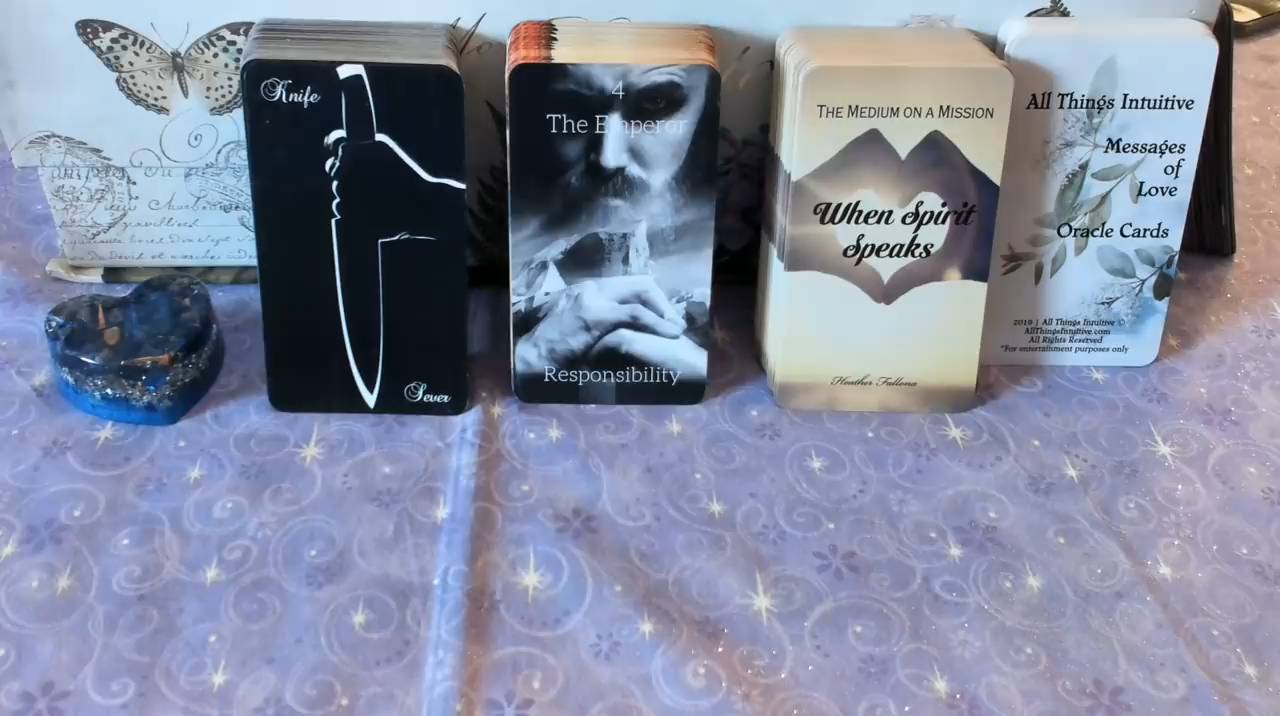 Knife
Sever
4
The Emperor
Responsibility
THE MEDIUM ON A MISSION
When Spirit
Speaks
Heather Fallona
All Things Intuitive
Messages
of
Love
Oracle Cards
2019 | All Things Intuitive ©
AllThingsIntuitive.com
All Rights Reserved
*For entertainment purposes only